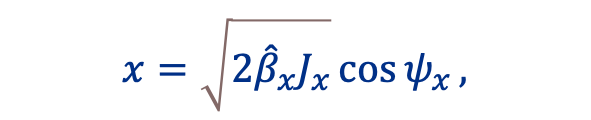 x = √(2β̂ₓJₓ) cos ψₓ ,